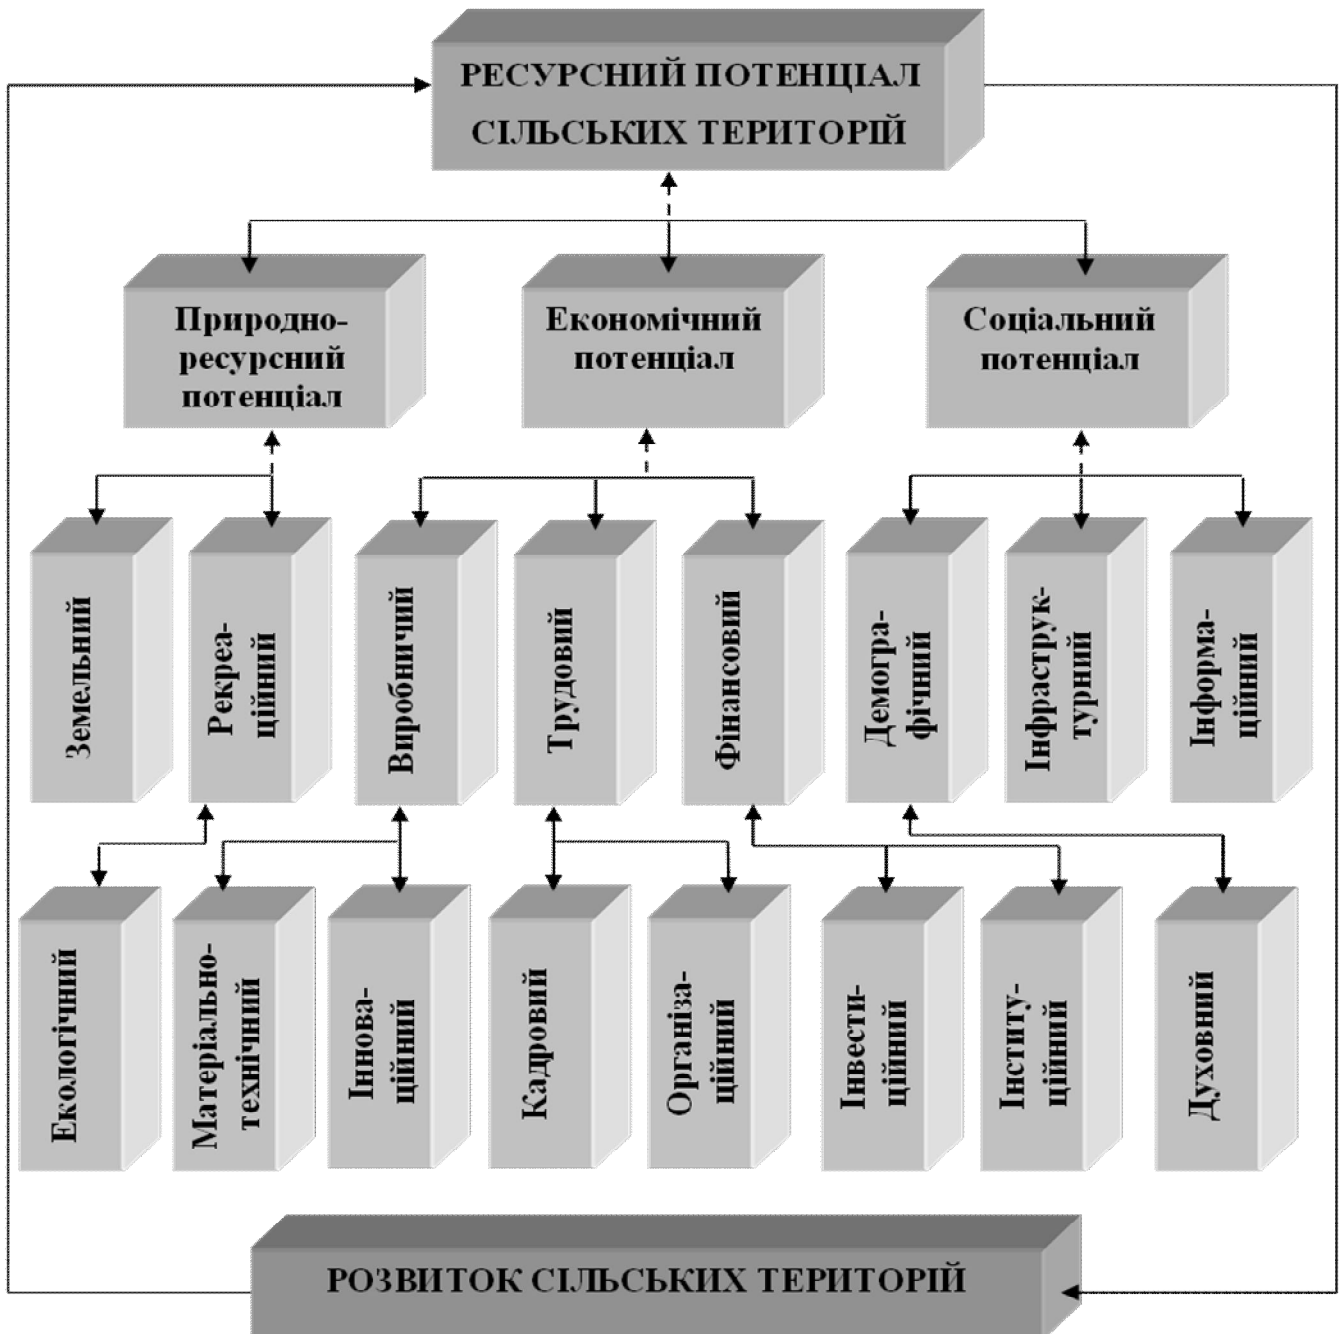 РЕСУРСНИЙ ПОТЕНЦІАЛ
СІЛЬСЬКИХ ТЕРИТОРІЙ
Природно-
ресурсний
потенціал
Економічний
потенціал
Соціальний
потенціал
Земельний
Рекреа-
ційний
Виробничий
Трудовий
Фінансовий
Демогра-
фічний
Інфраструк-
турний
Інформа-
ційний
Екологічний
Матеріально-
технічний
Іннова-
ційний
Кадровий
Організа-
ційний
Інвести-
ційний
Інститу-
ційний
Духовний
РОЗВИТОК СІЛЬСЬКИХ ТЕРИТОРІЙ